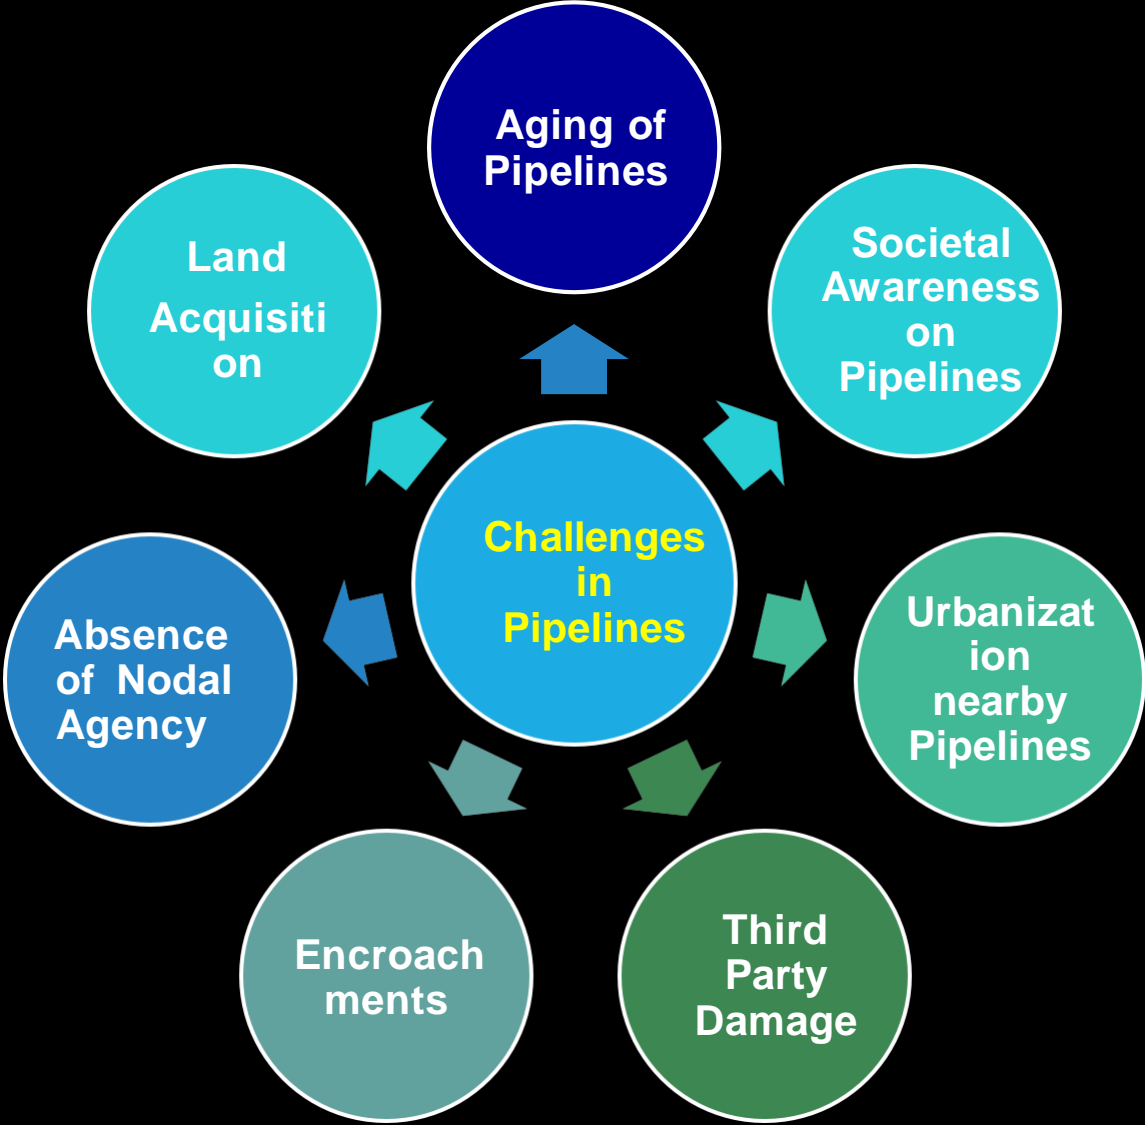 Aging of
Pipelines
Societal
Awareness
on
Pipelines
Urbanizat
ion
nearby
Pipelines
Third
Party
Damage
Encroach
ments
Absence
of Nodal
Agency
Land
Acquisiti
on
Challenges
in
Pipelines